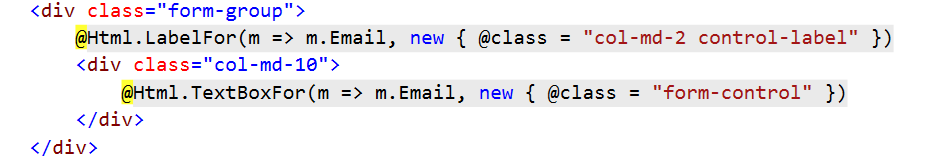 <div class="form-group">
@Html.LabelFor(m => m.Email, new { @class = "col-md-2 control-label" })
<div class="col-md-10">
@Html.TextBoxFor(m => m.Email, new { @class = "form-control" })
</div>
</div>